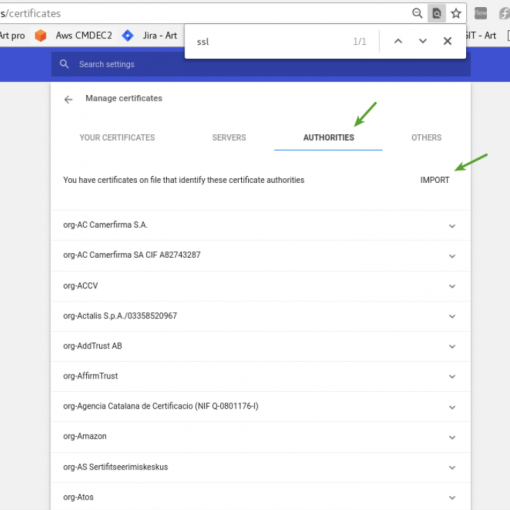 s/certificates
Art pro Aws CMDEC2 Jira - Art GIT - Art
ssl 1/1
Search settings
Manage certificates
YOUR CERTIFICATES SERVERS AUTHORITIES OTHERS
You have certificates on file that identify these certificate authorities IMPORT
org-AC Camerfirma S.A.
org-AC Camerfirma SA CIF A82743287
org-ACCV
org-Actalis S.p.A./03358520967
org-AddTrust AB
org-AffirmTrust
org-Agencia Catalana de Certificacio (NIF Q-0801176-I)
org-Amazon
org-AS Sertifitseerimiskeskus
org-Atos